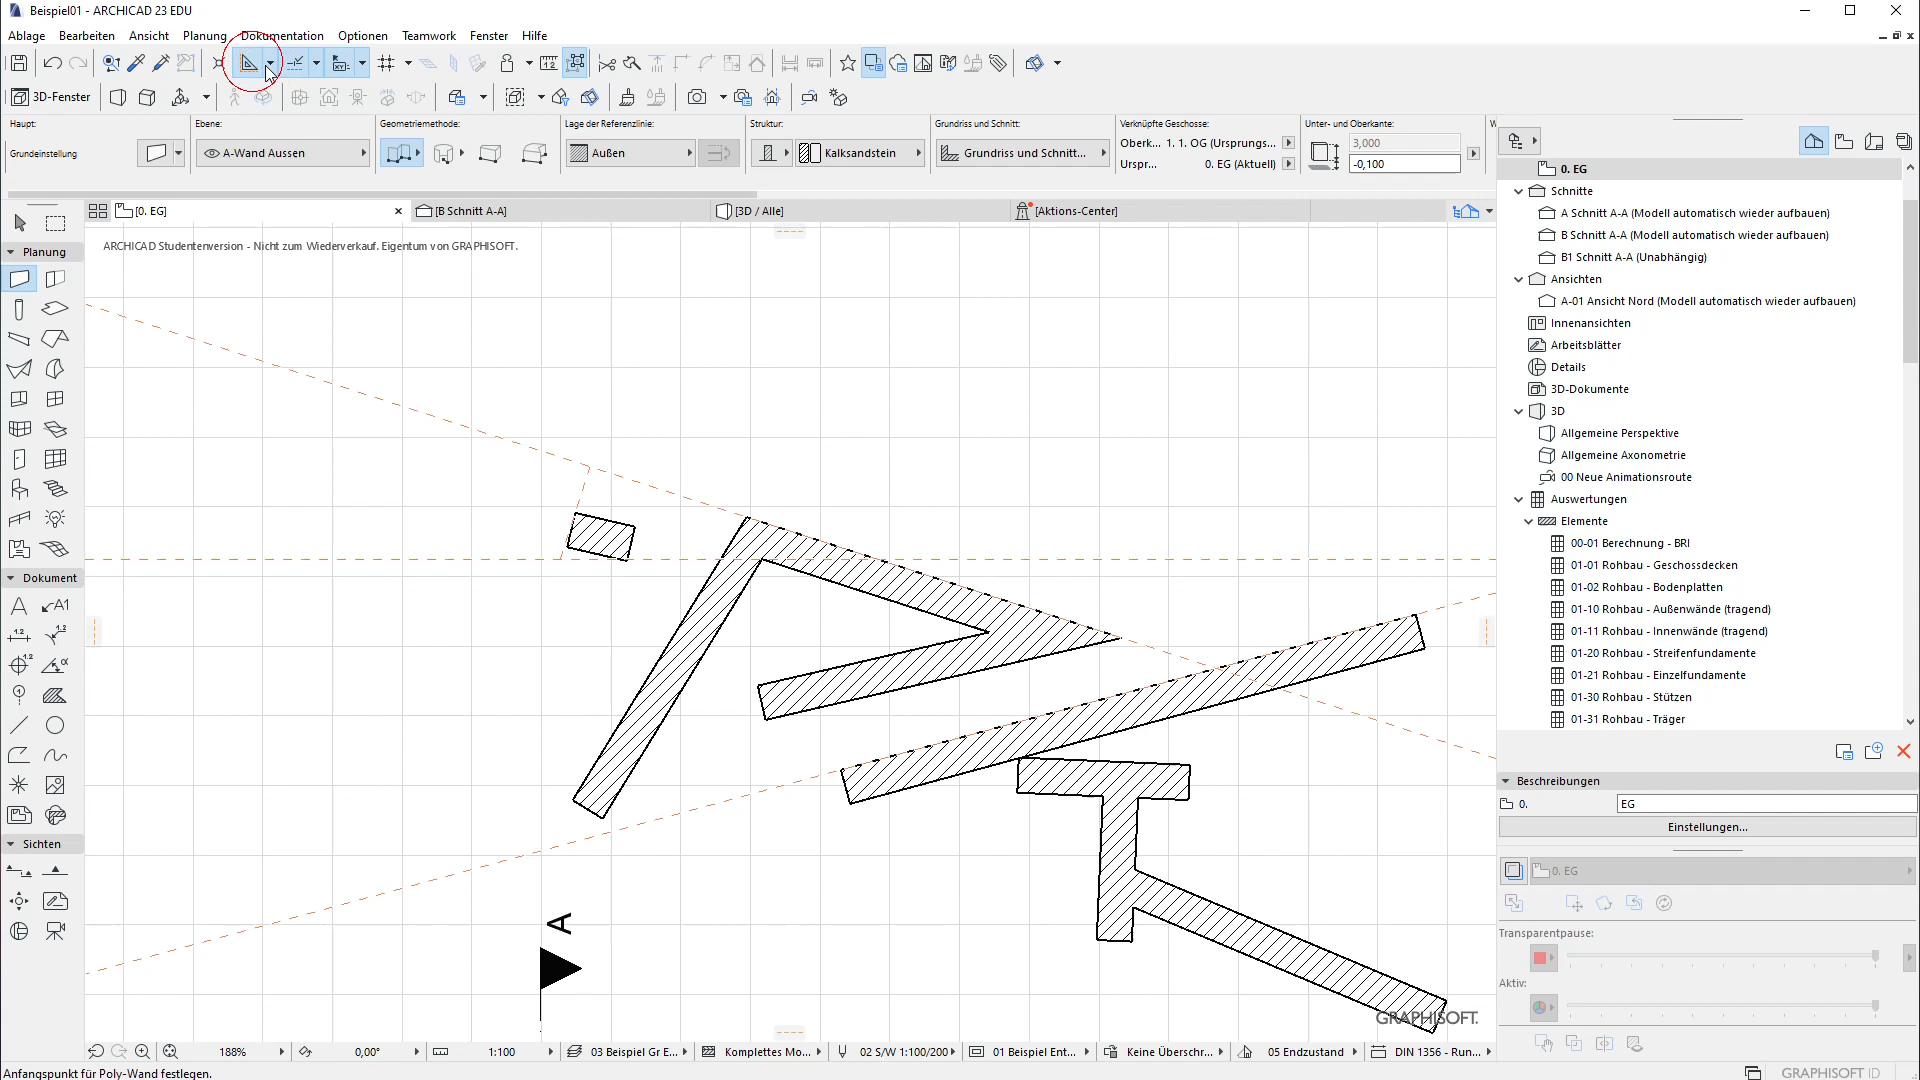 Beispiel01 - ARCHICAD 23 EDU
Ablage Bearbeiten Ansicht Planung Dokumentation Optionen Teamwork Fenster Hilfe
3D-Fenster
Haupt: Ebene: Geometriemethode: Lage der Referenzlinie: Struktur: Grundriss und Schnitt: Verknüpfte Geschosse: Unter- und Oberkante: W
Grundeinstellung A-Wand Aussen Außen Kalksandstein Grundriss und Schnitt...
Oberk... 1. 1. OG (Ursprungs... 3,000
Urspr... 0. EG (Aktuell) -0,100
[0. EG] [B Schnitt A-A] [3D / Alle] [Aktions-Center]
ARCHICAD Studentenversion - Nicht zum Wiederverkauf. Eigentum von GRAPHISOFT.
Planung
Dokument
A A1
1.2 1.2
1.2 α
1
Sichten
A
GRAPHISOFT.
0. EG
Schnitte
A Schnitt A-A (Modell automatisch wieder aufbauen)
B Schnitt A-A (Modell automatisch wieder aufbauen)
B1 Schnitt A-A (Unabhängig)
Ansichten
A-01 Ansicht Nord (Modell automatisch wieder aufbauen)
Innenansichten
Arbeitsblätter
Details
3D-Dokumente
3D
Allgemeine Perspektive
Allgemeine Axonometrie
00 Neue Animationsroute
Auswertungen
Elemente
00-01 Berechnung - BRI
01-01 Rohbau - Geschossdecken
01-02 Rohbau - Bodenplatten
01-10 Rohbau - Außenwände (tragend)
01-11 Rohbau - Innenwände (tragend)
01-20 Rohbau - Streifenfundamente
01-21 Rohbau - Einzelfundamente
01-30 Rohbau - Stützen
01-31 Rohbau - Träger
Beschreibungen
0. EG
Einstellungen...
0. EG
Transparentpause:
Aktiv:
188% 0,00° 1:100 03 Beispiel Gr E... Komplettes Mo... 02 S/W 1:100/200 01 Beispiel Ent... Keine Überschr... 05 Endzustand DIN 1356 - Run...
Anfangspunkt für Poly-Wand festlegen. GRAPHISOFT ID